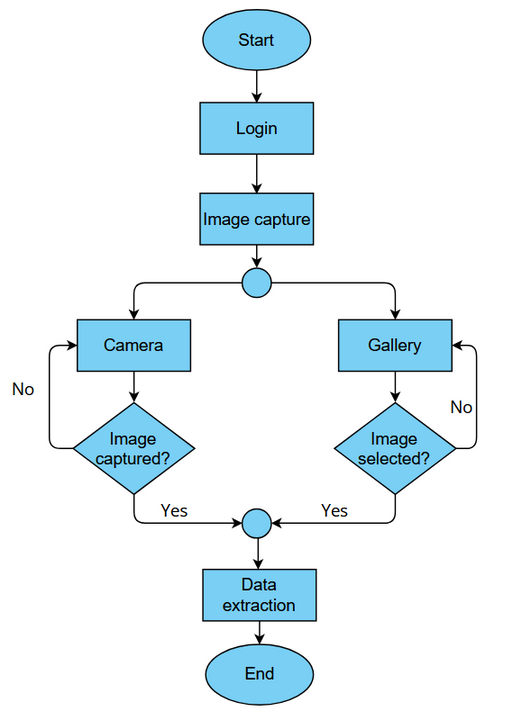 Start
Login
Image capture
Camera
Gallery
No
No
Image
captured?
Image
selected?
Yes
Yes
Data
extraction
End